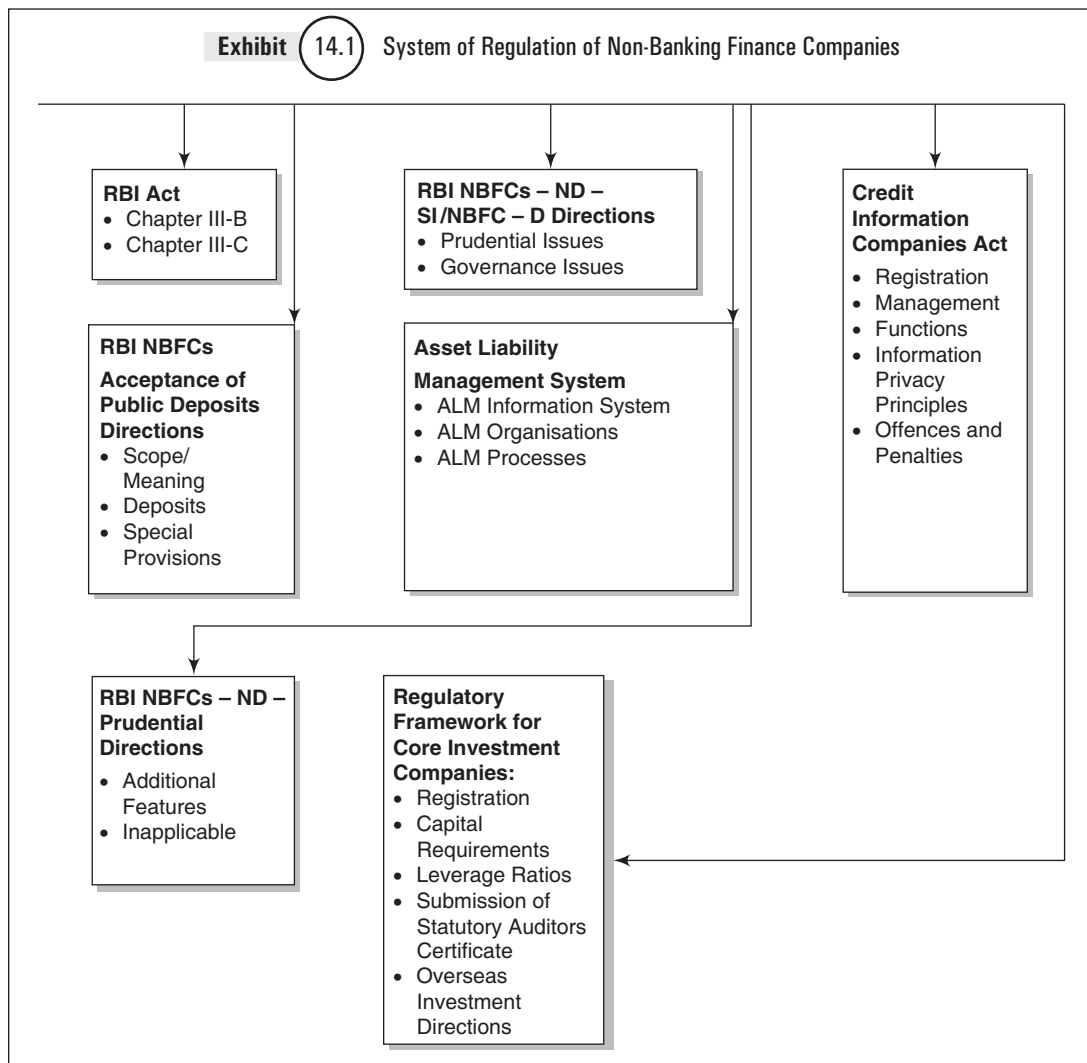 Exhibit 14.1 System of Regulation of Non-Banking Finance Companies
RBI Act
• Chapter III-B
• Chapter III-C
RBI NBFCs – ND –
SI/NBFC – D Directions
• Prudential Issues
• Governance Issues
Credit
Information
Companies Act
• Registration
• Management
• Functions
• Information
Privacy
Principles
• Offences and
Penalties
RBI NBFCs
Acceptance of
Public Deposits
Directions
• Scope/
Meaning
• Deposits
• Special
Provisions
Asset Liability
Management System
• ALM Information System
• ALM Organisations
• ALM Processes
RBI NBFCs – ND –
Prudential
Directions
• Additional
Features
• Inapplicable
Regulatory
Framework for
Core Investment
Companies:
• Registration
• Capital
Requirements
• Leverage Ratios
• Submission of
Statutory Auditors
Certificate
• Overseas
Investment
Directions